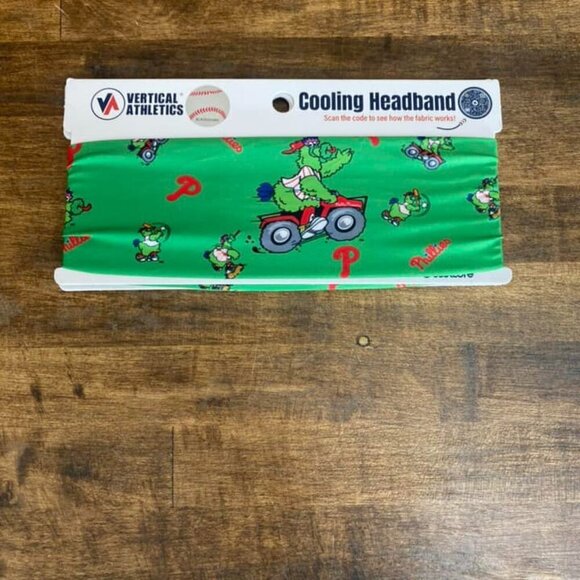 VERTICAL
ATHLETICS
Cooling Headband
Scan the code to see how the fabric works!
P
P
Phillies